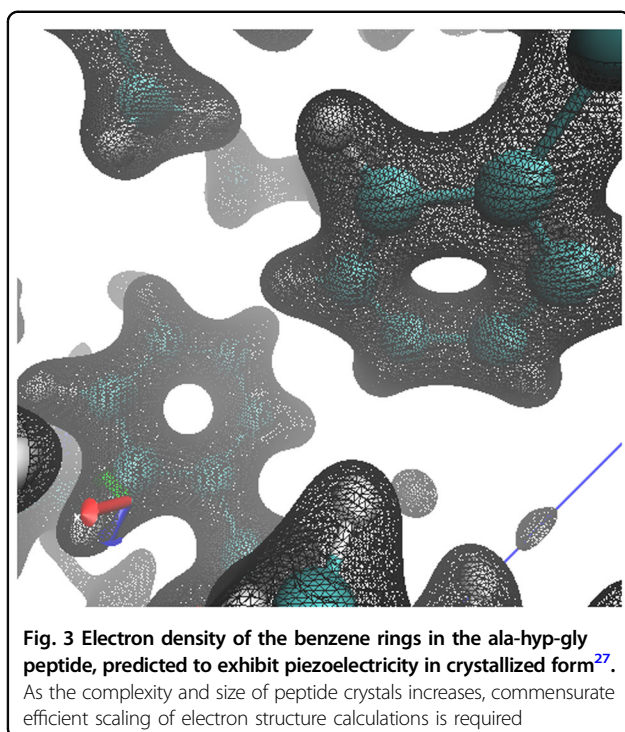 Fig. 3 Electron density of the benzene rings in the ala-hyp-gly
peptide, predicted to exhibit piezoelectricity in crystallized form27.
As the complexity and size of peptide crystals increases, commensurate
efficient scaling of electron structure calculations is required